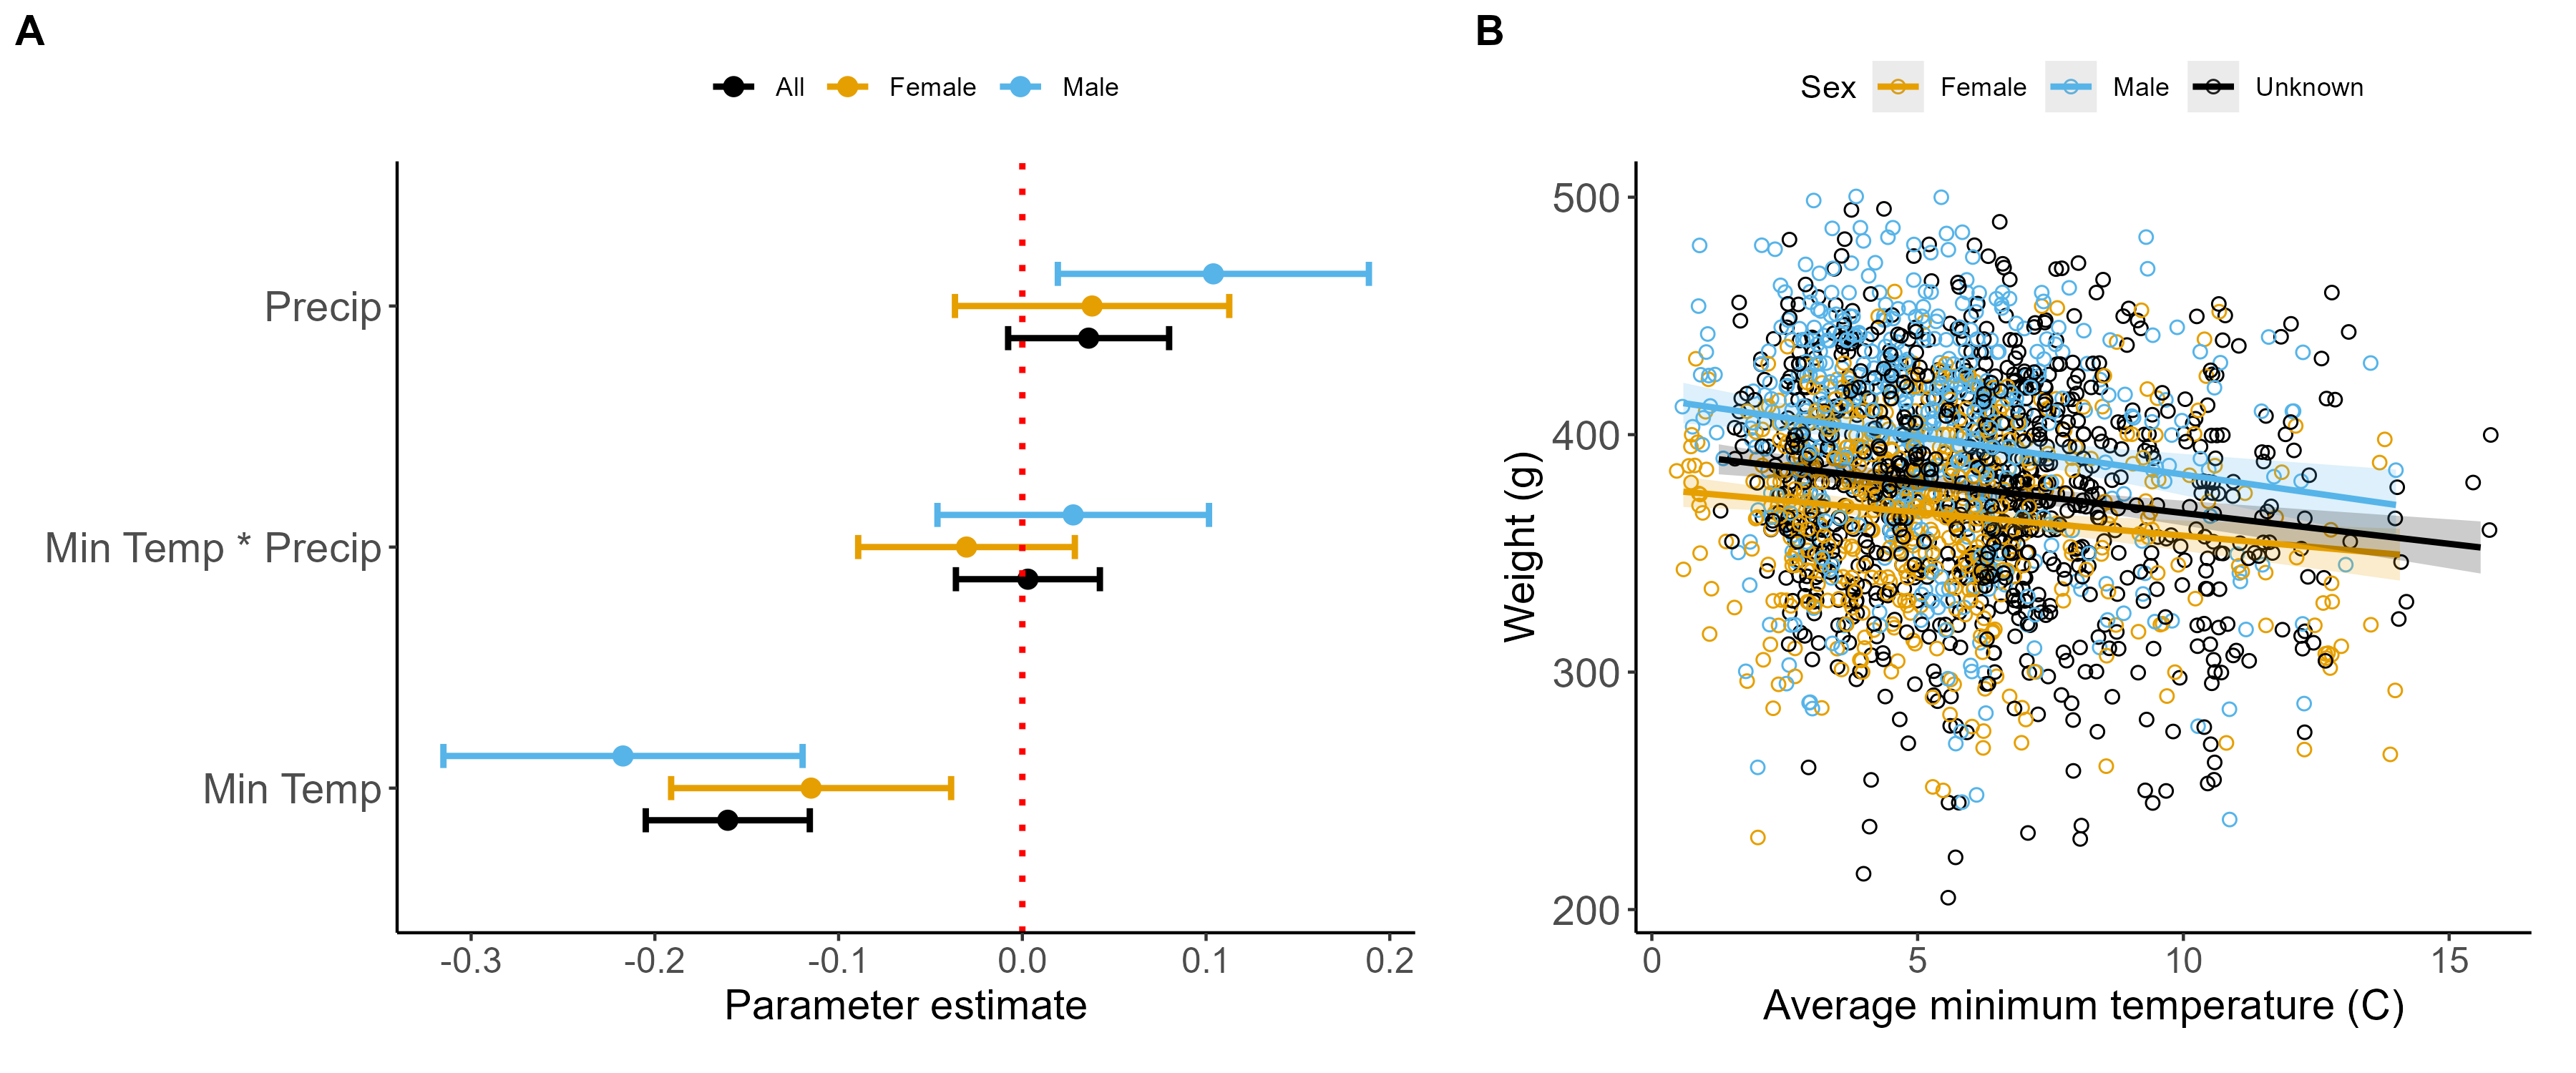 A
All Female Male
Precip
Min Temp * Precip
Min Temp
-0.3 -0.2 -0.1 0.0 0.1 0.2
Parameter estimate
B
Sex Female Male Unknown
500
400
300
200
Weight (g)
0 5 10 15
Average minimum temperature (C)